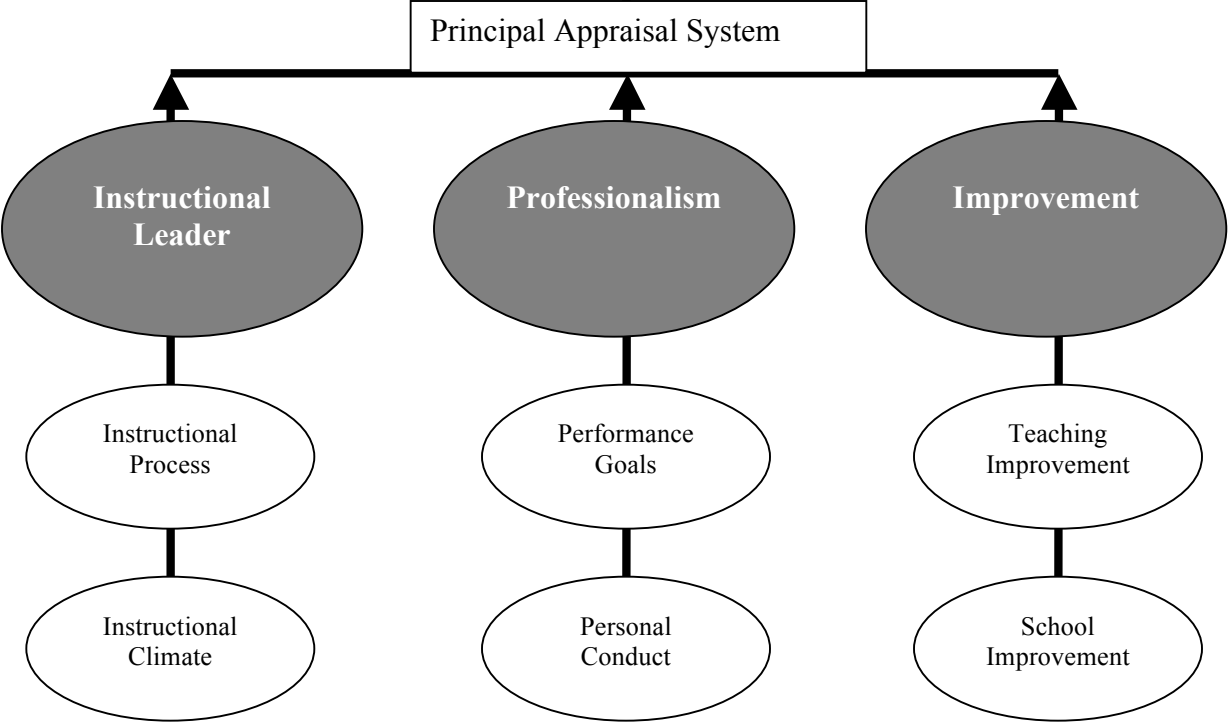 Principal Appraisal System
Instructional
Leader
Professionalism
Improvement
Instructional
Process
Performance
Goals
Teaching
Improvement
Instructional
Climate
Personal
Conduct
School
Improvement